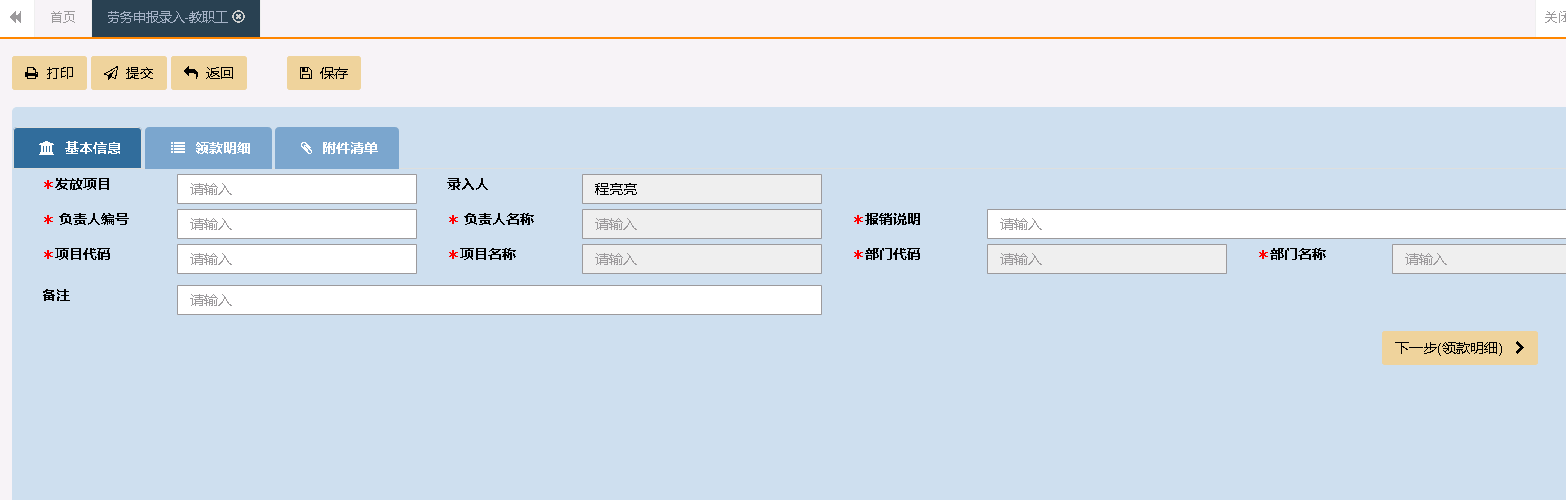 首页 劳务申报录入-教职工
打印 提交 返回 保存
基本信息 领款明细 附件清单
*发放项目 请输入 录入人 程亮亮
* 负责人编号 请输入 * 负责人名称 请输入 *报销说明 请输入
*项目代码 请输入 *项目名称 请输入 *部门代码 请输入 *部门名称 请输入
备注 请输入
下一步(领款明细)